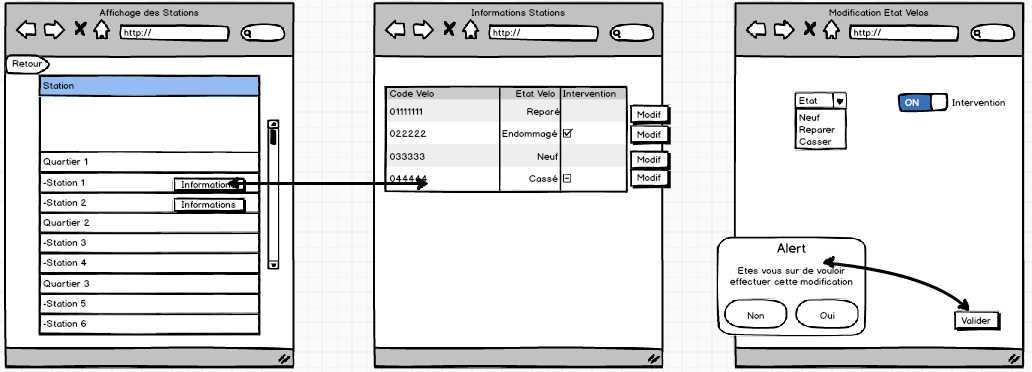 Affichage des Stations
http://
Retour
Station
Quartier 1
-Station 1 Informations
-Station 2 Informations
Quartier 2
-Station 3
-Station 4
Quartier 3
-Station 5
-Station 6
Informations Stations
http://
Code Velo Etat Velo Intervention
01111111 Reparé Modif
022222 Endommagé Modif
033333 Neuf Modif
044444 Cassé Modif
Modification Etat Velos
http://
Etat ON Intervention
Neuf
Reparer
Casser
Alert
Etes vous sur de vouloir
effectuer cette modification
Non Oui
Valider